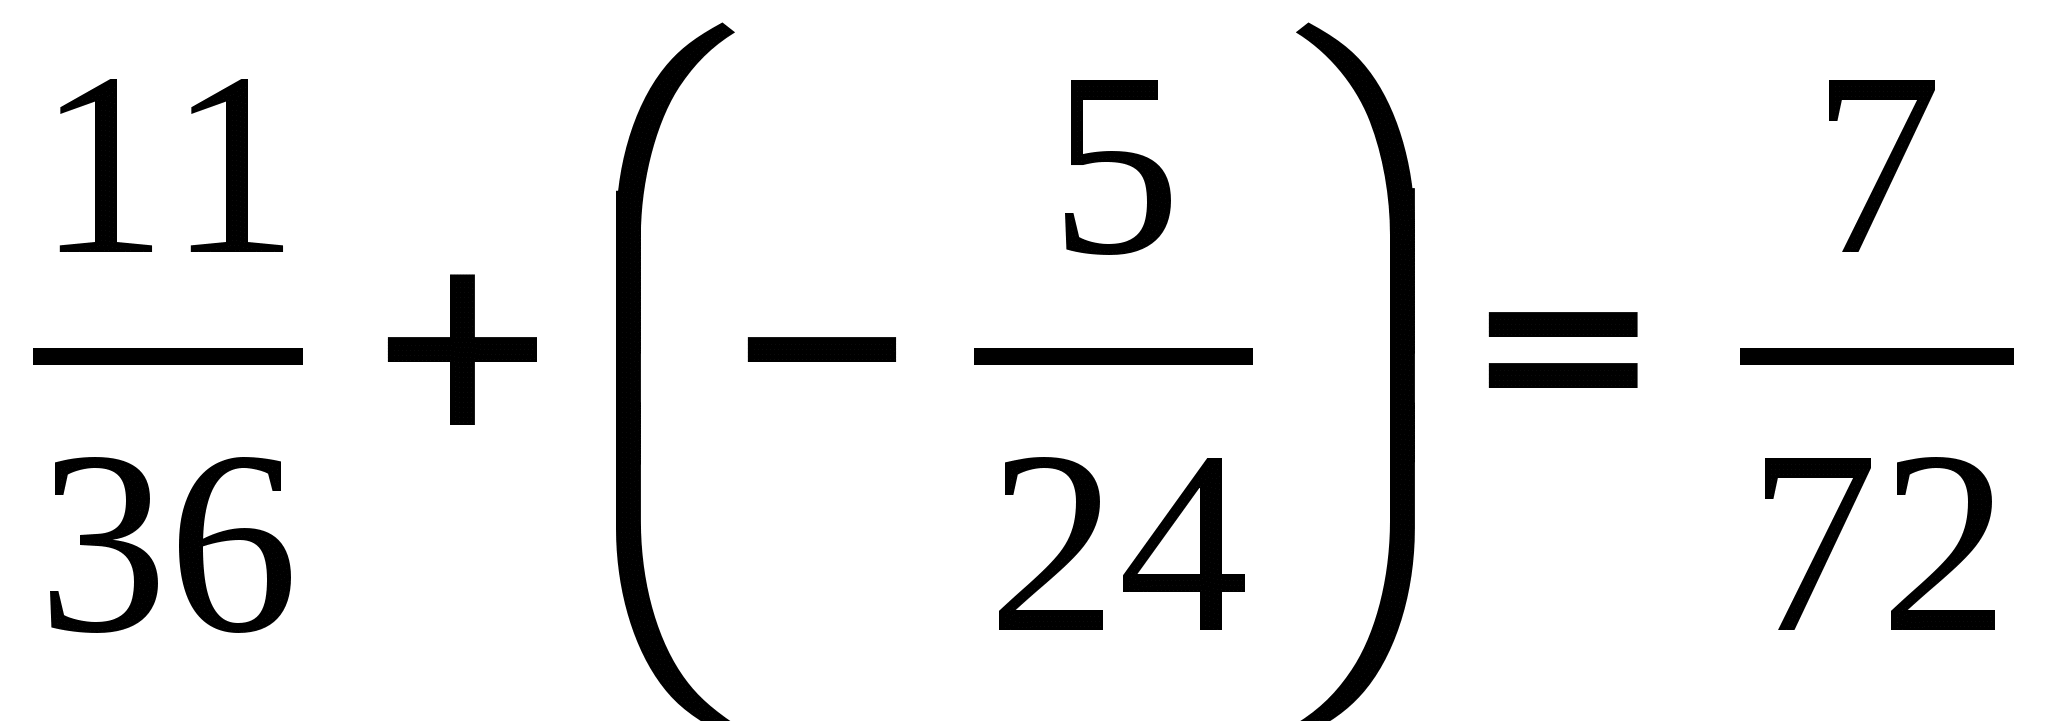 11/36 + (− 5/24) = 7/72